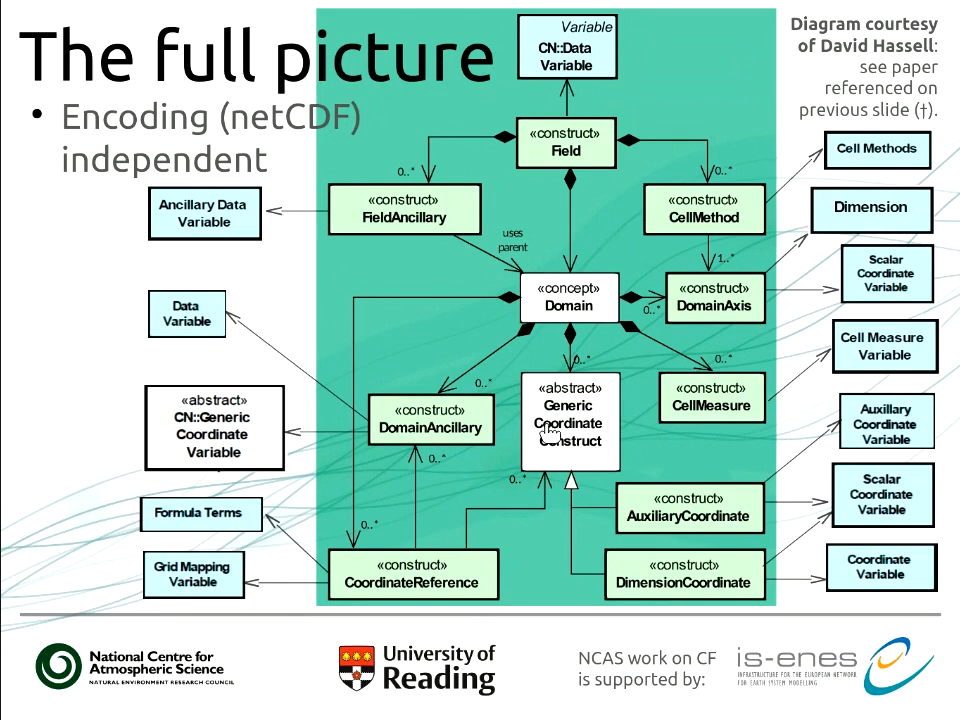 The full picture
• Encoding (netCDF)
independent
Diagram courtesy
of David Hassell:
see paper
referenced on
previous slide (†).
Variable
CN::Data
Variable
«construct»
Field
0..*
0..*
Cell Methods
Ancillary Data
Variable
«construct»
FieldAncillary
«construct»
CellMethod
Dimension
uses
parent
1..*
Scalar
Coordinate
Variable
«concept»
Domain
0..*
«construct»
DomainAxis
Data
Variable
Cell Measure
Variable
0..*
0..*
0..*
«abstract»
CN::Generic
Coordinate
Variable
«construct»
DomainAncillary
«abstract»
Generic
Coordinate
Construct
«construct»
CellMeasure
Auxillary
Coordinate
Variable
0..*
0..*
Formula Terms
0..*
«construct»
AuxiliaryCoordinate
Scalar
Coordinate
Variable
Grid Mapping
Variable
«construct»
CoordinateReference
«construct»
DimensionCoordinate
Coordinate
Variable
National Centre for
Atmospheric Science
NATURAL ENVIRONMENT RESEARCH COUNCIL
University of
Reading
NCAS work on CF
is supported by:
is-enes
INFRASTRUCTURE FOR THE EUROPEAN NETWORK
FOR EARTH SYSTEM MODELLING